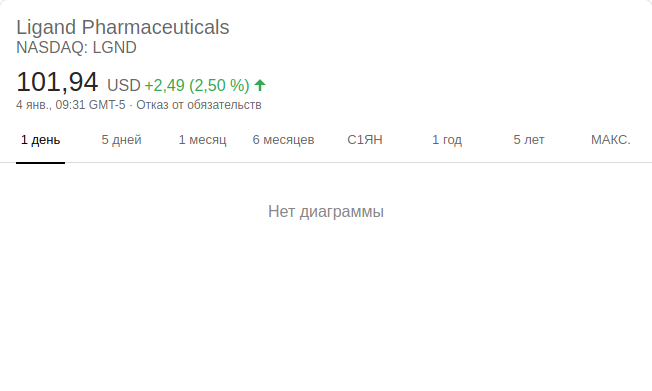 Ligand Pharmaceuticals
NASDAQ: LGND
101,94 USD +2,49 (2,50 %)
4 янв., 09:31 GMT-5 · Отказ от обязательств
1 день 5 дней 1 месяц 6 месяцев С1ЯН 1 год 5 лет МАКС.
Нет диаграммы